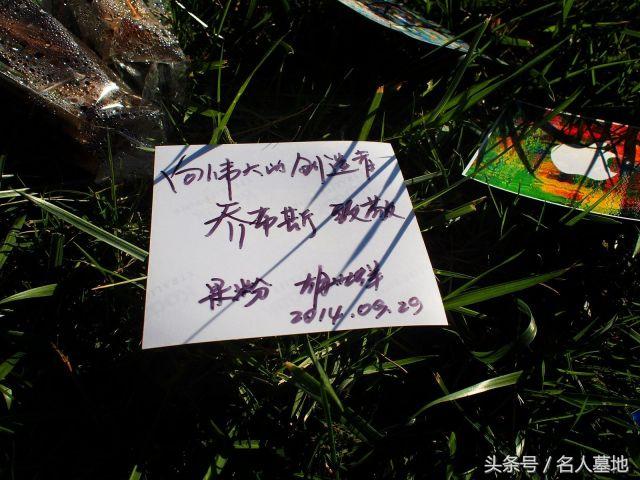 向伟大的创造者
乔布斯 致敬
果粉 胡
2014.09.29
头条号 / 名人墓地